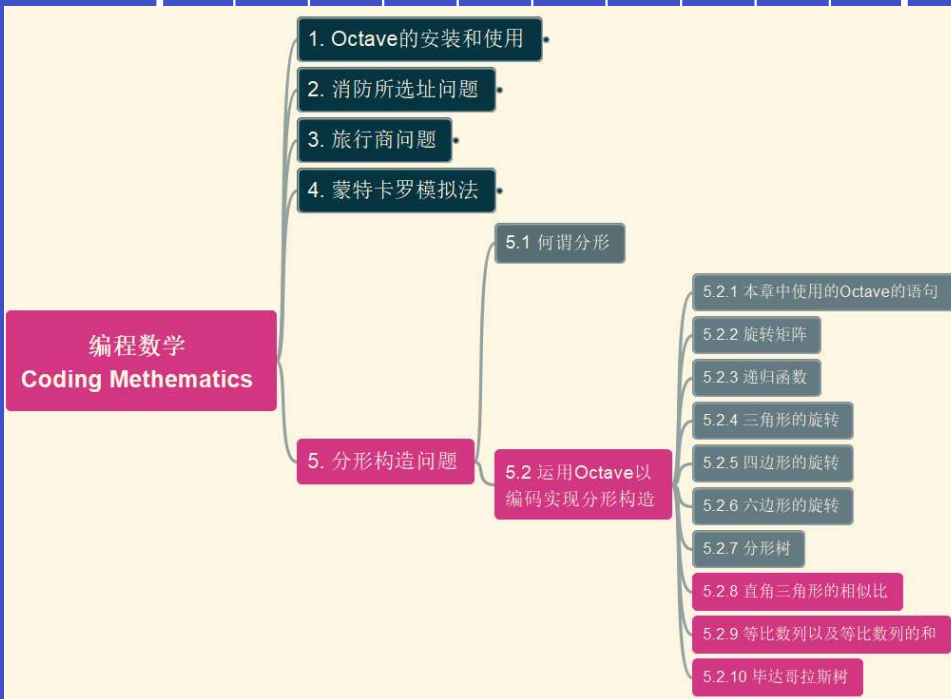 1. Octave的安装和使用
2. 消防所选址问题
3. 旅行商问题
4. 蒙特卡罗模拟法
5.1 何谓分形
编程数学
Coding Methematics
5. 分形构造问题
5.2 运用Octave以
编码实现分形构造
5.2.1 本章中使用的Octave的语句
5.2.2 旋转矩阵
5.2.3 递归函数
5.2.4 三角形的旋转
5.2.5 四边形的旋转
5.2.6 六边形的旋转
5.2.7 分形树
5.2.8 直角三角形的相似比
5.2.9 等比数列以及等比数列的和
5.2.10 毕达哥拉斯树